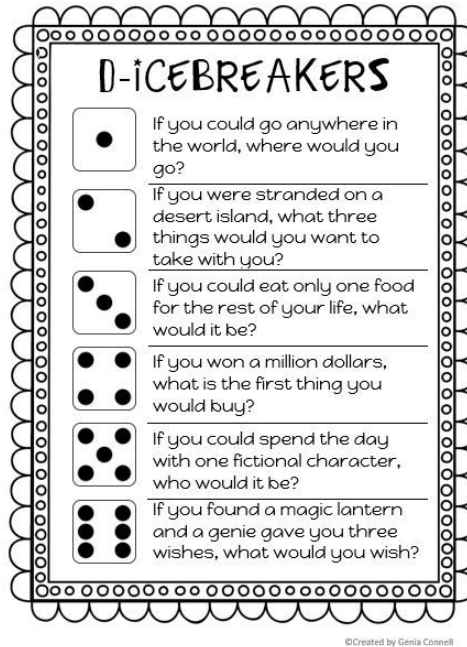 D-iCEBREAKERS
If you could go anywhere in
the world, where would you
go?
If you were stranded on a
desert island, what three
things would you want to
take with you?
If you could eat only one food
for the rest of your life, what
would it be?
If you won a million dollars,
what is the first thing you
would buy?
If you could spend the day
with one fictional character,
who would it be?
If you found a magic lantern
and a genie gave you three
wishes, what would you wish?
©Created by Genia Connell